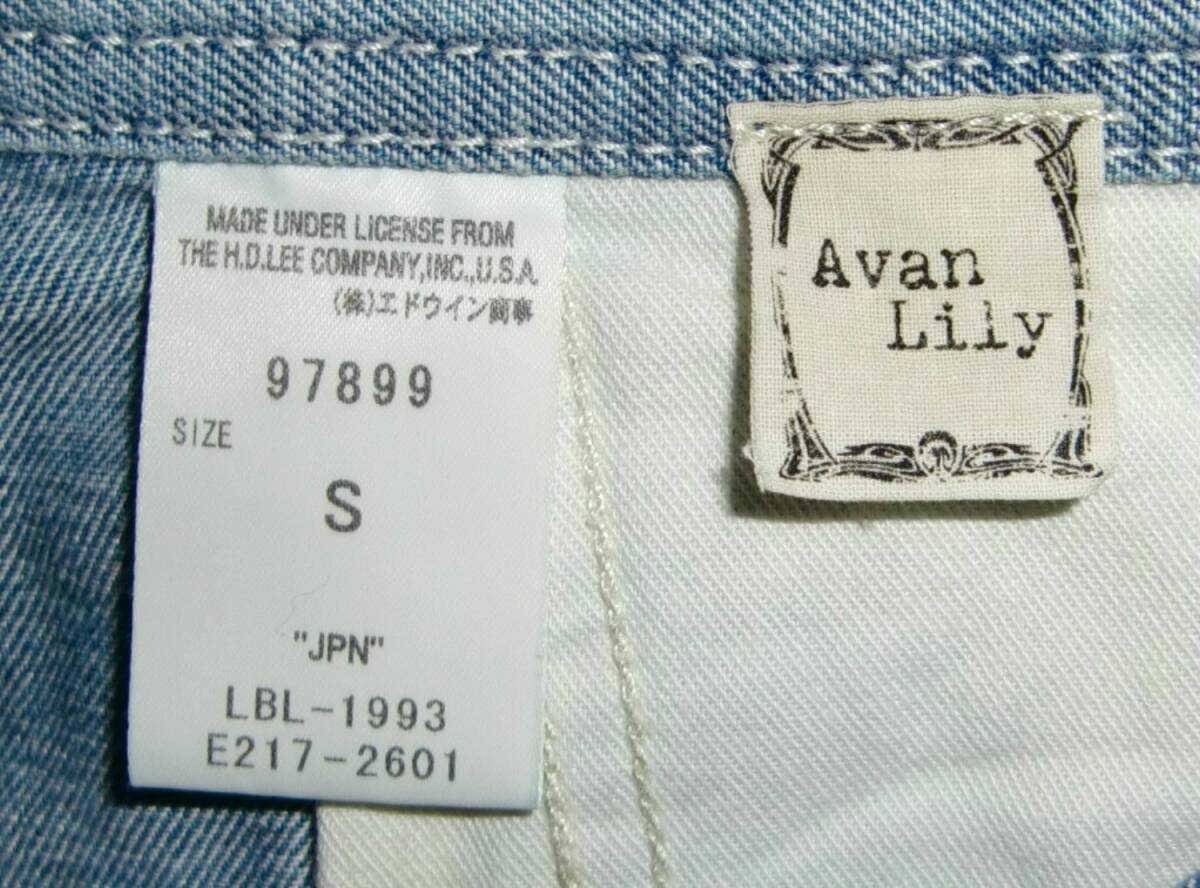 MADE UNDER LICENSE FROM
THE H.D.LEE COMPANY,INC.,U.S.A.
(株)エドウイン商事
97899
SIZE
S
"JPN"
LBL-1993
E217-2601
Avan
Lily